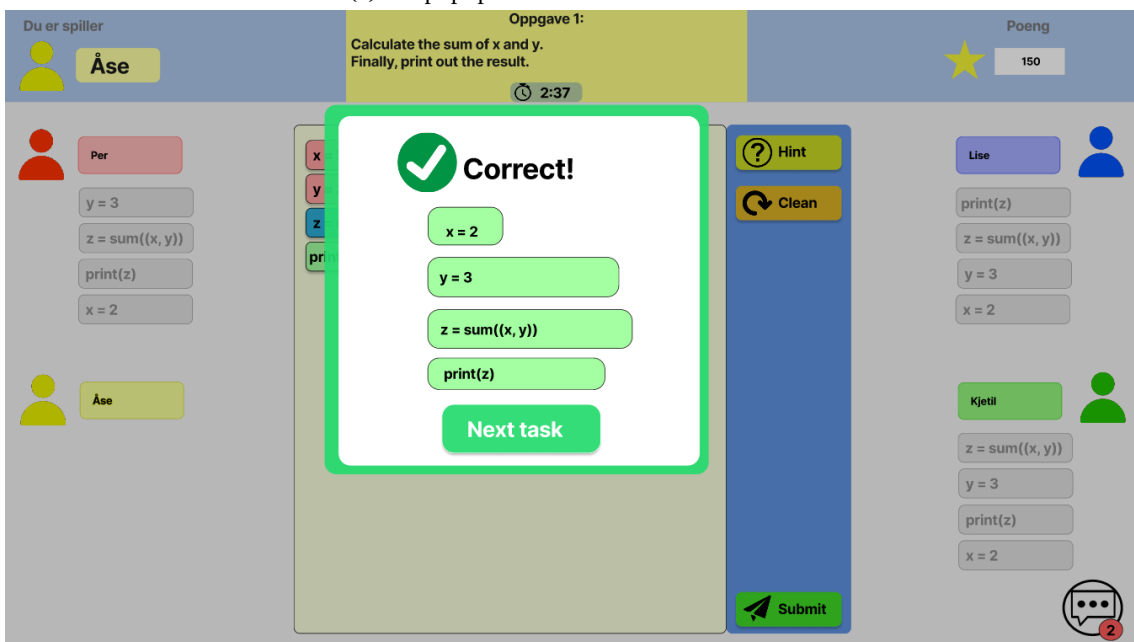 Du er spiller
Åse
Oppgave 1:
Calculate the sum of x and y.
Finally, print out the result.
2:37
Poeng
150
Per
y = 3
z = sum((x, y))
print(z)
x = 2
Åse
x
y
z
prin
Correct!
x = 2
y = 3
z = sum((x, y))
print(z)
Next task
Hint
Clean
Submit
Lise
print(z)
z = sum((x, y))
y = 3
x = 2
Kjetil
z = sum((x, y))
y = 3
print(z)
x = 2
2